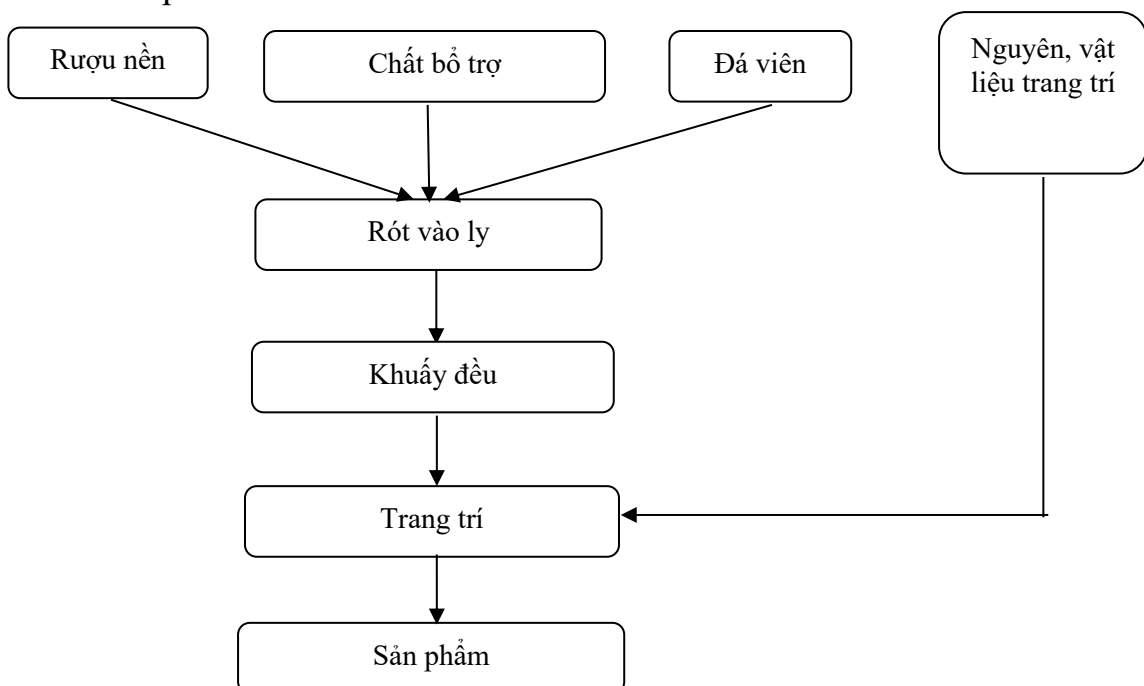 Rượu nền
Chất bổ trợ
Đá viên
Nguyên, vật
liệu trang trí
Rót vào ly
Khuấy đều
Trang trí
Sản phẩm